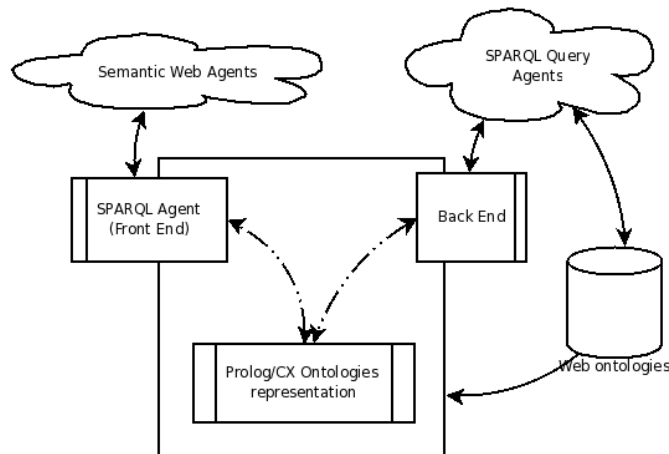 Semantic Web Agents
SPARQL Query
Agents
SPARQL Agent
(Front End)
Back End
Prolog/CX Ontologies
representation
Web ontologies